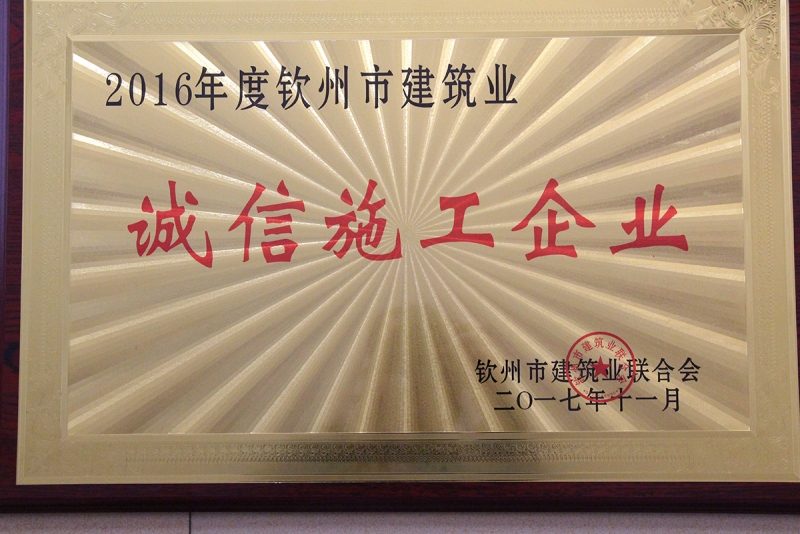 2016年度钦州市建筑业
诚信施工企业
钦州市建筑业联合会
二〇一七年十一月